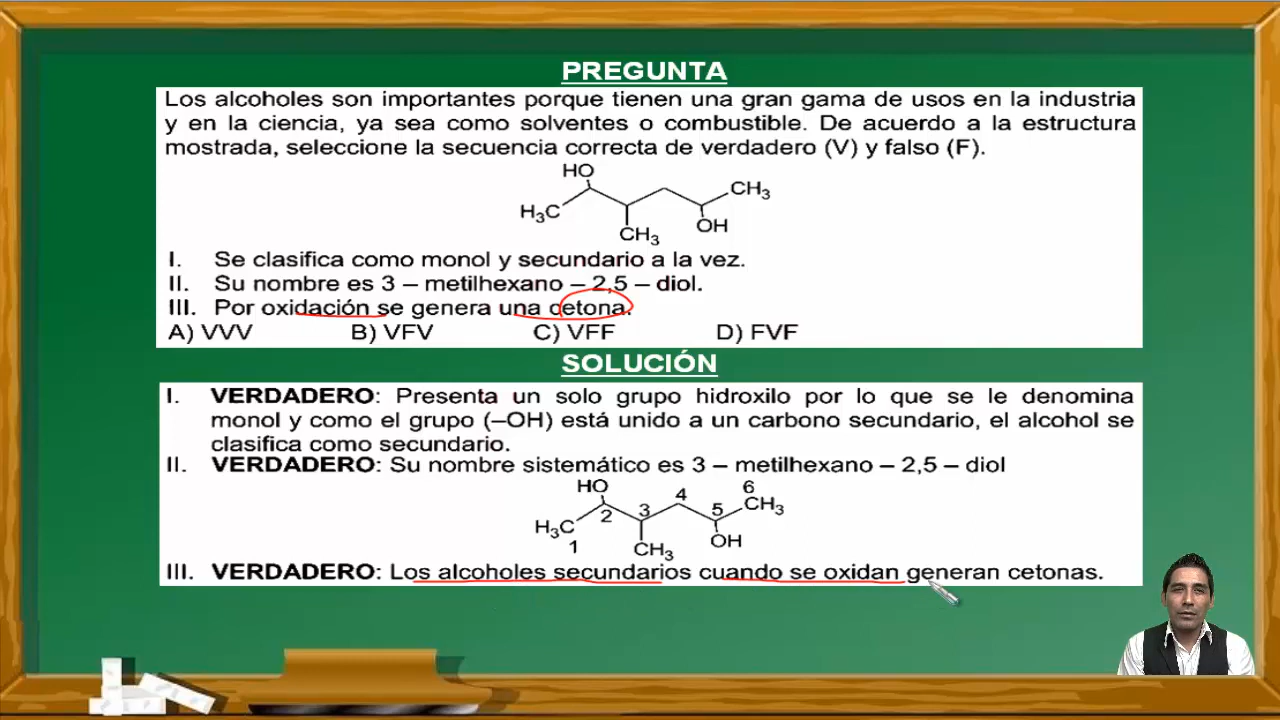 PREGUNTA
Los alcoholes son importantes porque tienen una gran gama de usos en la industria
y en la ciencia, ya sea como solventes o combustible. De acuerdo a la estructura
mostrada, seleccione la secuencia correcta de verdadero (V) y falso (F).
HO
CH3
H3C
OH
CH3
I. Se clasifica como monol y secundario a la vez.
II. Su nombre es 3 – metilhexano – 2,5 – diol.
III. Por oxidación se genera una cetona.
A) VVV B) VFV C) VFF D) FVF
SOLUCIÓN
I. VERDADERO: Presenta un solo grupo hidroxilo por lo que se le denomina
monol y como el grupo (–OH) está unido a un carbono secundario, el alcohol se
clasifica como secundario.
II. VERDADERO: Su nombre sistemático es 3 – metilhexano – 2,5 – diol
HO 4 6
CH3
2 3 5
H3C
OH
1 CH3
III. VERDADERO: Los alcoholes secundarios cuando se oxidan generan cetonas.